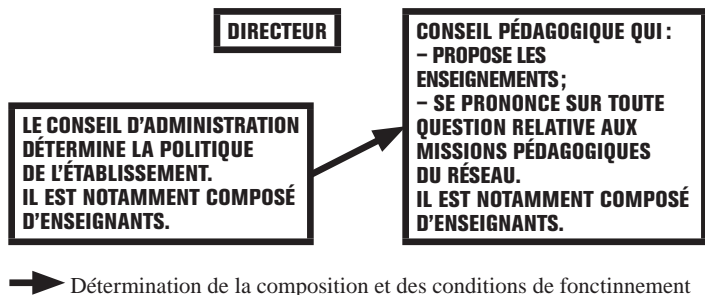 DIRECTEUR
LE CONSEIL D'ADMINISTRATION
DÉTERMINE LA POLITIQUE
DE L'ÉTABLISSEMENT.
IL EST NOTAMMENT COMPOSÉ
D'ENSEIGNANTS.
CONSEIL PÉDAGOGIQUE QUI :
– PROPOSE LES
ENSEIGNEMENTS ;
– SE PRONONCE SUR TOUTE
QUESTION RELATIVE AUX
MISSIONS PÉDAGOGIQUES
DU RÉSEAU.
IL EST NOTAMMENT COMPOSÉ
D'ENSEIGNANTS.
Détermination de la composition et des conditions de fonctinnement